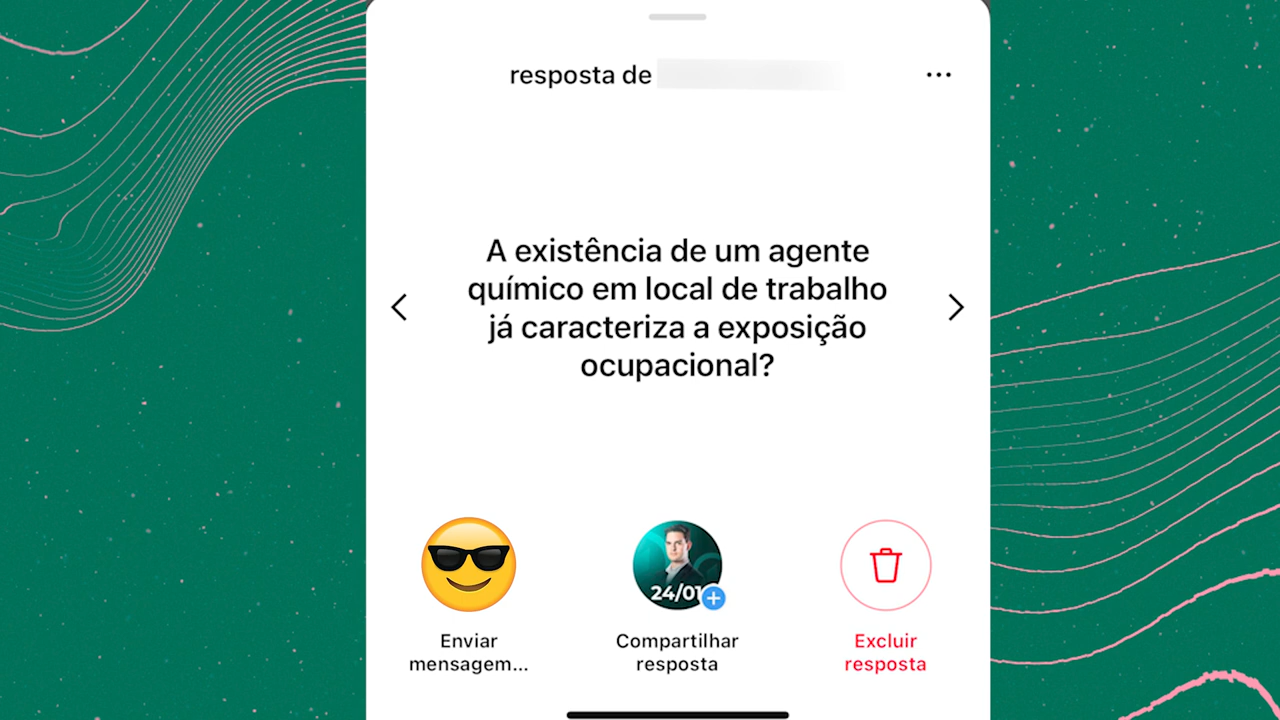 resposta de
A existência de um agente
químico em local de trabalho
já caracteriza a exposição
ocupacional?
24/01
Enviar
mensagem...
Compartilhar
resposta
Excluir
resposta